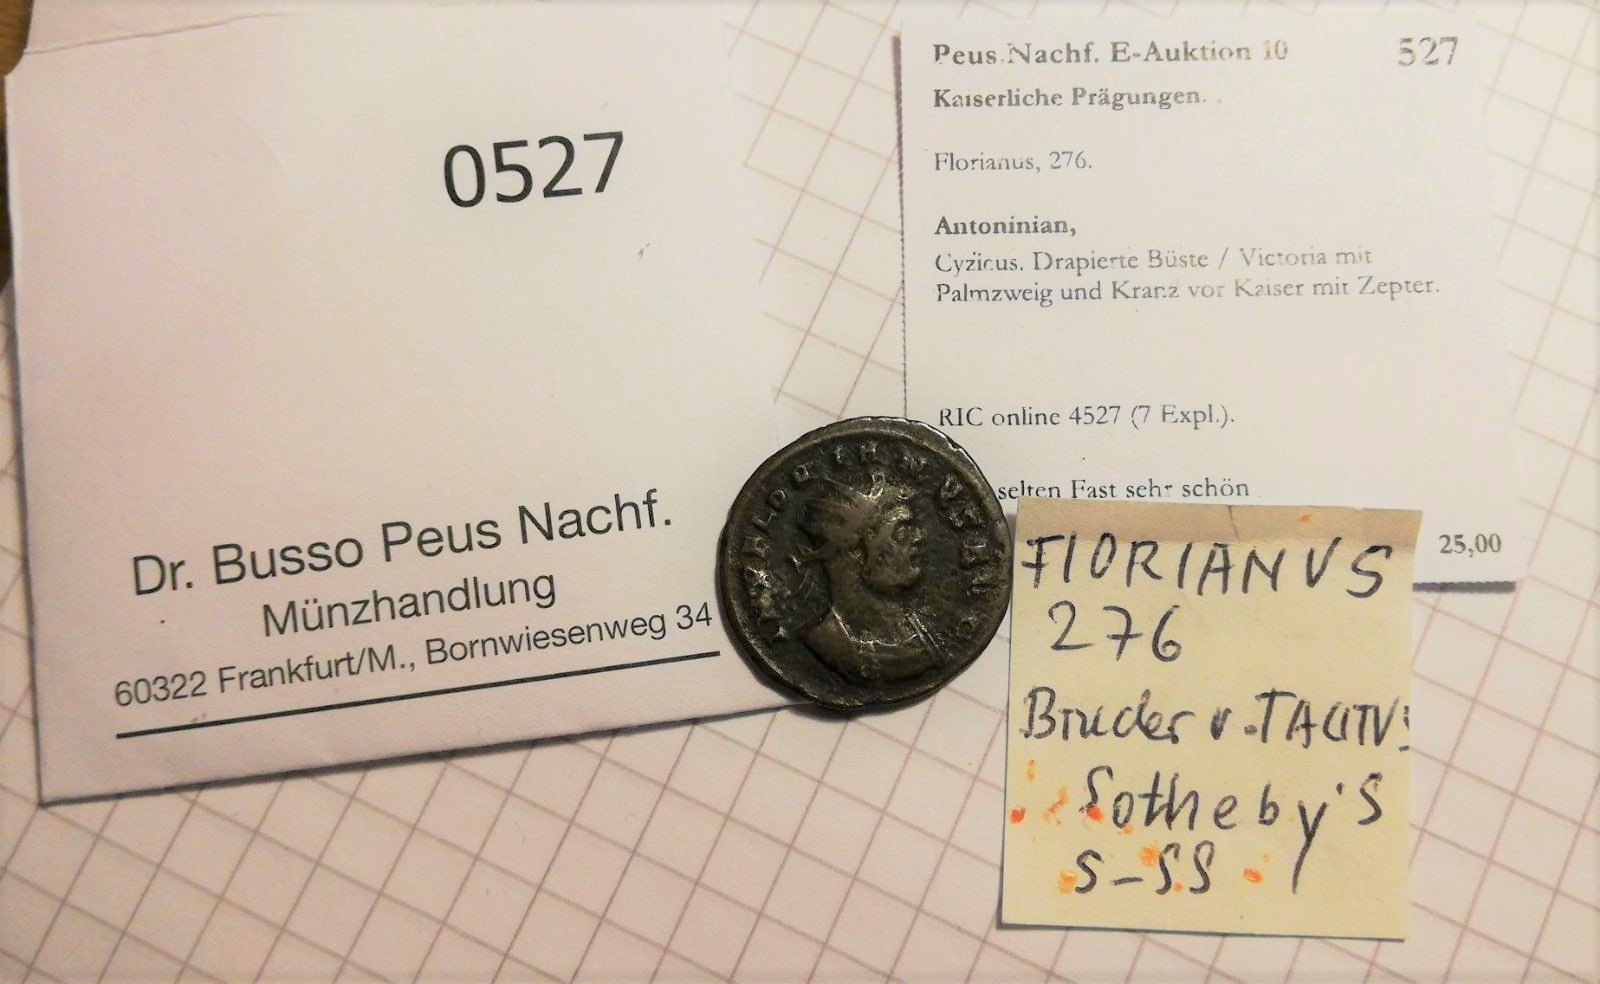 0527
Dr. Busso Peus Nachf.
Münzhandlung
60322 Frankfurt/M., Bornwiesenweg 34
Peus Nachf. E-Auktion 10 527
Kaiserliche Prägungen.
Florianus, 276.
Antoninian,
Cyzicus. Drapierte Büste / Victoria mit
Palmzweig und Kranz vor Kaiser mit Zepter.
RIC online 4527 (7 Expl.).
selten Fast sehr schön
25,00
FLORIANUS
276
Bruder v. TACITUS
Sotheby's
S-SS